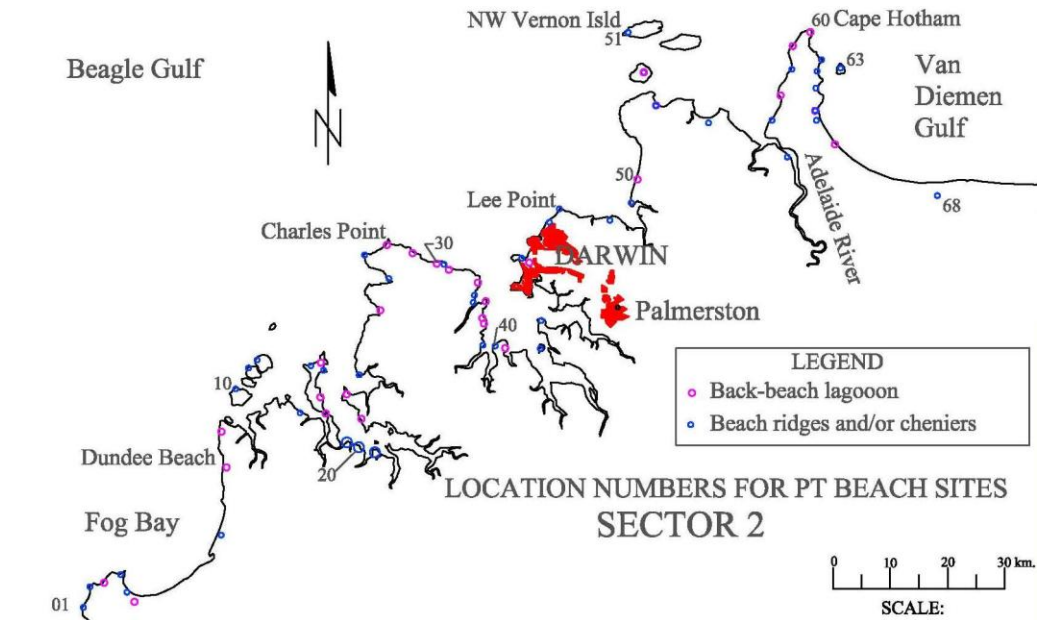 NW Vernon Isld
51
60 Cape Hotham
63
Beagle Gulf
Van
Diemen
Gulf
N
50
Adelaide River
68
Lee Point
Charles Point
30
DARWIN
Palmerston
40
10
LEGEND
Back-beach lagooon
Beach ridges and/or cheniers
Dundee Beach
20
LOCATION NUMBERS FOR PT BEACH SITES
SECTOR 2
Fog Bay
0 10 20 30 km.
01
SCALE: